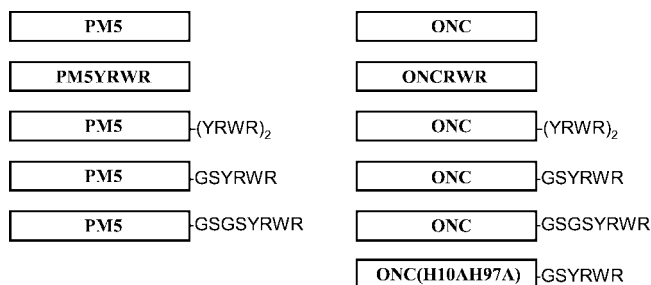 PM5 ONC
PM5YRWR ONCRWR
PM5 -(YRWR)₂ ONC -(YRWR)₂
PM5 -GSYRWR ONC -GSYRWR
PM5 -GSGSYRWR ONC -GSGSYRWR
ONC(H10AH97A) -GSYRWR